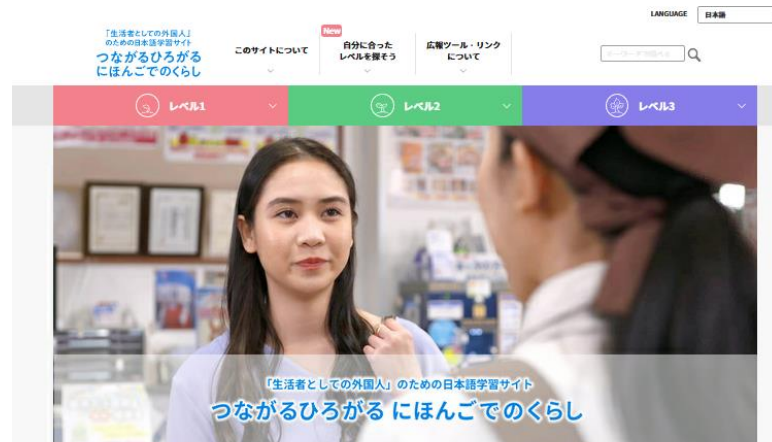 LANGUAGE 日本語
「生活者としての外国人」
のための日本語学習サイト
つながるひろがる
にほんごでのくらし
このサイトについて
New
自分に合った
レベルを探そう
広報ツール・リンク
について
レベル1
レベル2
レベル3
「生活者としての外国人」のための日本語学習サイト
つながるひろがる にほんごでのくらし